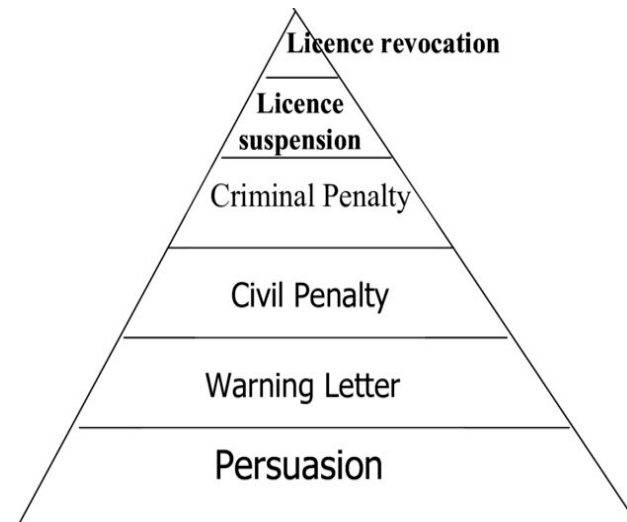 Licence revocation
Licence
suspension
Criminal Penalty
Civil Penalty
Warning Letter
Persuasion